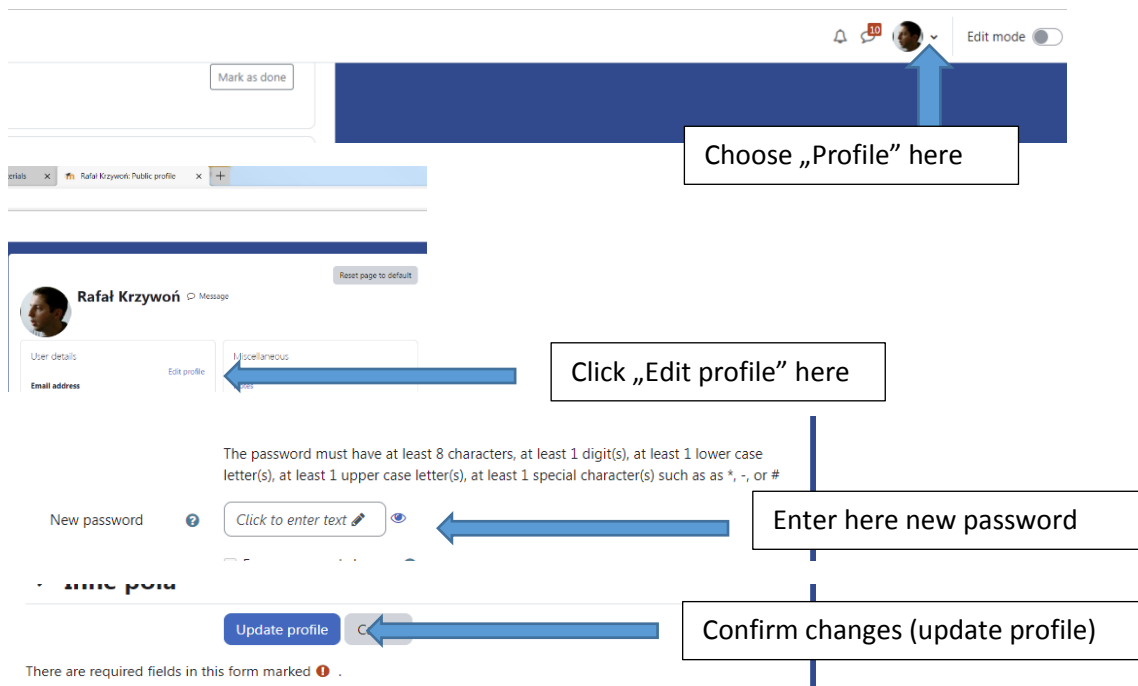 10
Edit mode
Mark as done
Choose „Profile” here
erials x Rafał Krzywoń: Public profile x +
Reset page to default
Rafał Krzywoń Message
User details
Miscellaneous
Edit profile
Click „Edit profile” here
Email address
The password must have at least 8 characters, at least 1 digit(s), at least 1 lower case
letter(s), at least 1 upper case letter(s), at least 1 special character(s) such as as *, -, or #
New password
Click to enter text
Enter here new password
Inne pola
Update profile
Confirm changes (update profile)
There are required fields in this form marked .